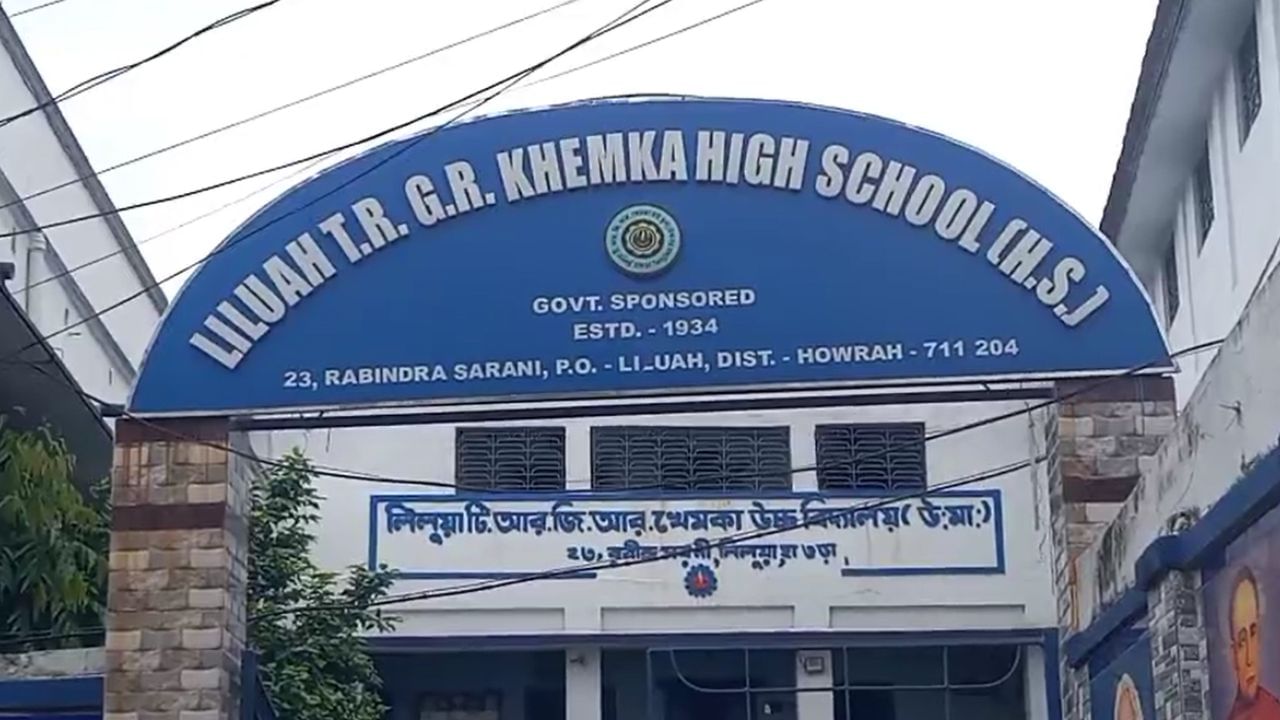 LILUAH T.R. G.R. KHEMKA HIGH SCHOOL (H.S.)
GOVT. SPONSORED
ESTD. - 1934
23, RABINDRA SARANI, P.O. - LILUAH, DIST. - HOWRAH - 711 204
লিলুয়া টি.আর.জি.আর. খেমকা উচ্চ বিদ্যালয় ( উঃ মাঃ )
২৩, রবীন্দ্র সরণী, লিলুয়া, হাওড়া